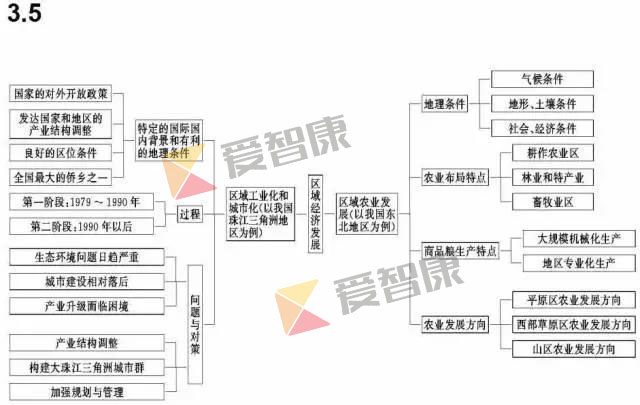 3.5
国家的对外开放政策
发达国家和地区的
产业结构调整
良好的区位条件
全国最大的侨乡之一
特定的国际国
内背景和有利
的地理条件
第一阶段:1979～1990年
第二阶段:1990年以后
过程
生态环境问题日趋严重
城市建设相对落后
产业升级面临困境
产业结构调整
构建大珠江三角洲城市群
加强规划与管理
问题与对策
区域工业化和
城市化(以我国
珠江三角洲地
区为例)
区域经济发展
区域农业发
展(以我国东
北地区为例)
地理条件
气候条件
地形、土壤条件
社会、经济条件
农业布局特点
耕作农业区
林业和特产业
畜牧业区
商品粮生产特点
大规模机械化生产
地区专业化生产
农业发展方向
平原区农业发展方向
西部草原区农业发展方向
山区农业发展方向
爱智康
爱智康
爱智康